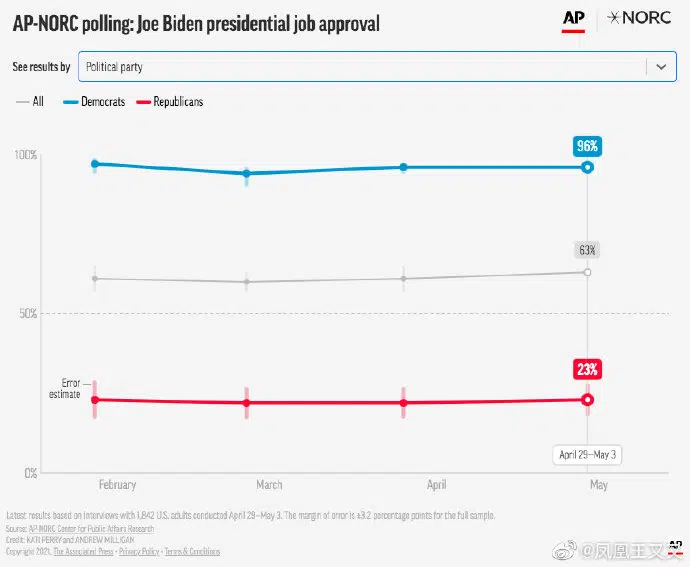 AP-NORC polling: Joe Biden presidential job approval
AP
NORC
See results by
Political party
All
Democrats
Republicans
100%
96%
63%
50%
Error
estimate
23%
April 29–May 3
0%
February
March
April
May
Latest results based on interviews with 1,842 U.S. adults conducted April 29–May 3. The margin of error is ±3.2 percentage points for the full sample.
Source: AP-NORC Center for Public Affairs Research
Credit: KATI PERRY and ANDREW MILLIGAN
Copyright 2021, The Associated Press • Privacy Policy • Terms & Conditions
AP
@凤凰王又又